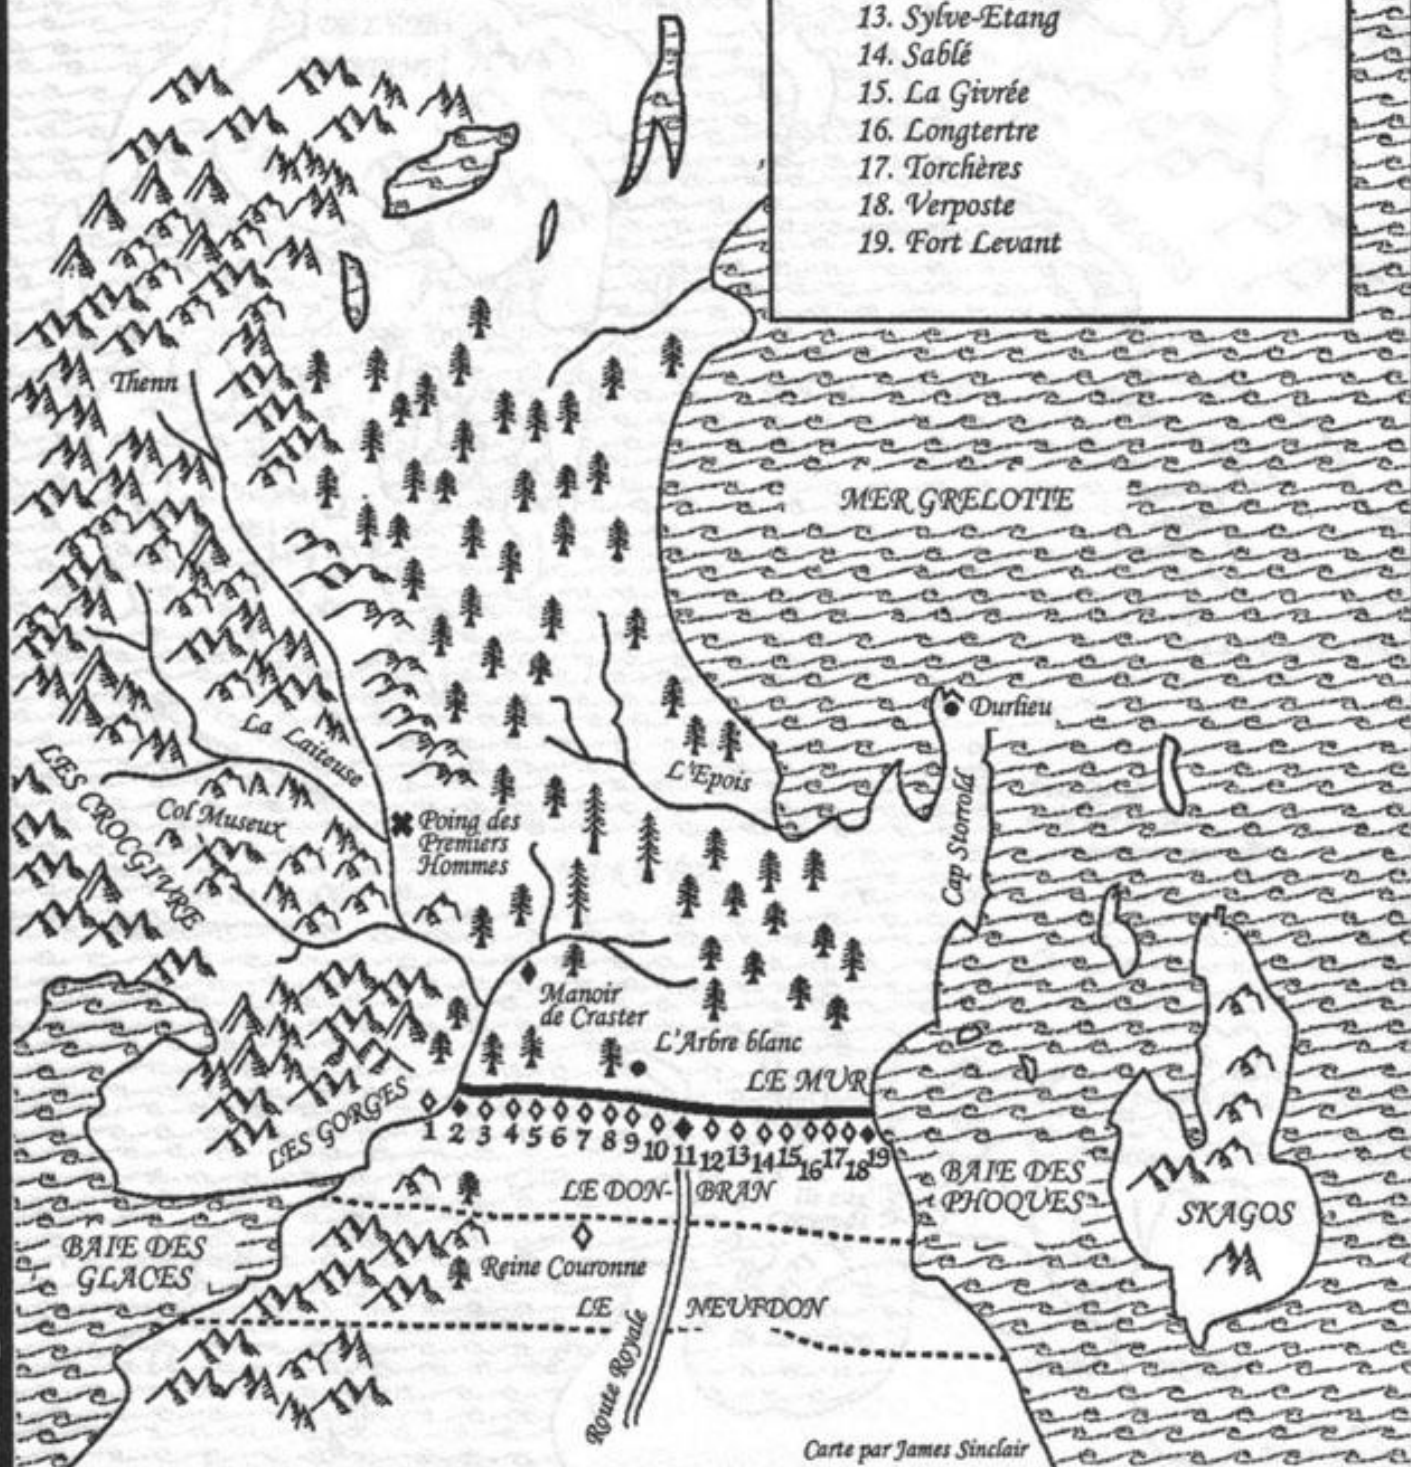 13. Sylve-Etang
14. Sablé
15. La Givrée
16. Longtertre
17. Torchères
18. Verposte
19. Fort Levant
Thenn
MER GRELOTTE
Durlieu
La Laiteuse
L'Epois
LES CROCGIVRE
Col Museux
Poing des
Premiers
Hommes
Cap Storrold
Manoir
de Craster
L'Arbre blanc
LE MUR
LES GORGES
1 2 3 4 5 6 7 8 9 10 11 12 13 14 15 16 17 18 19
LE DON-BRAN
BAIE DES
PHOQUES
SKAGOS
BAIE DES
GLACES
Reine Couronne
LE NEUFDON
Route Royale
Carte par James Sinclair